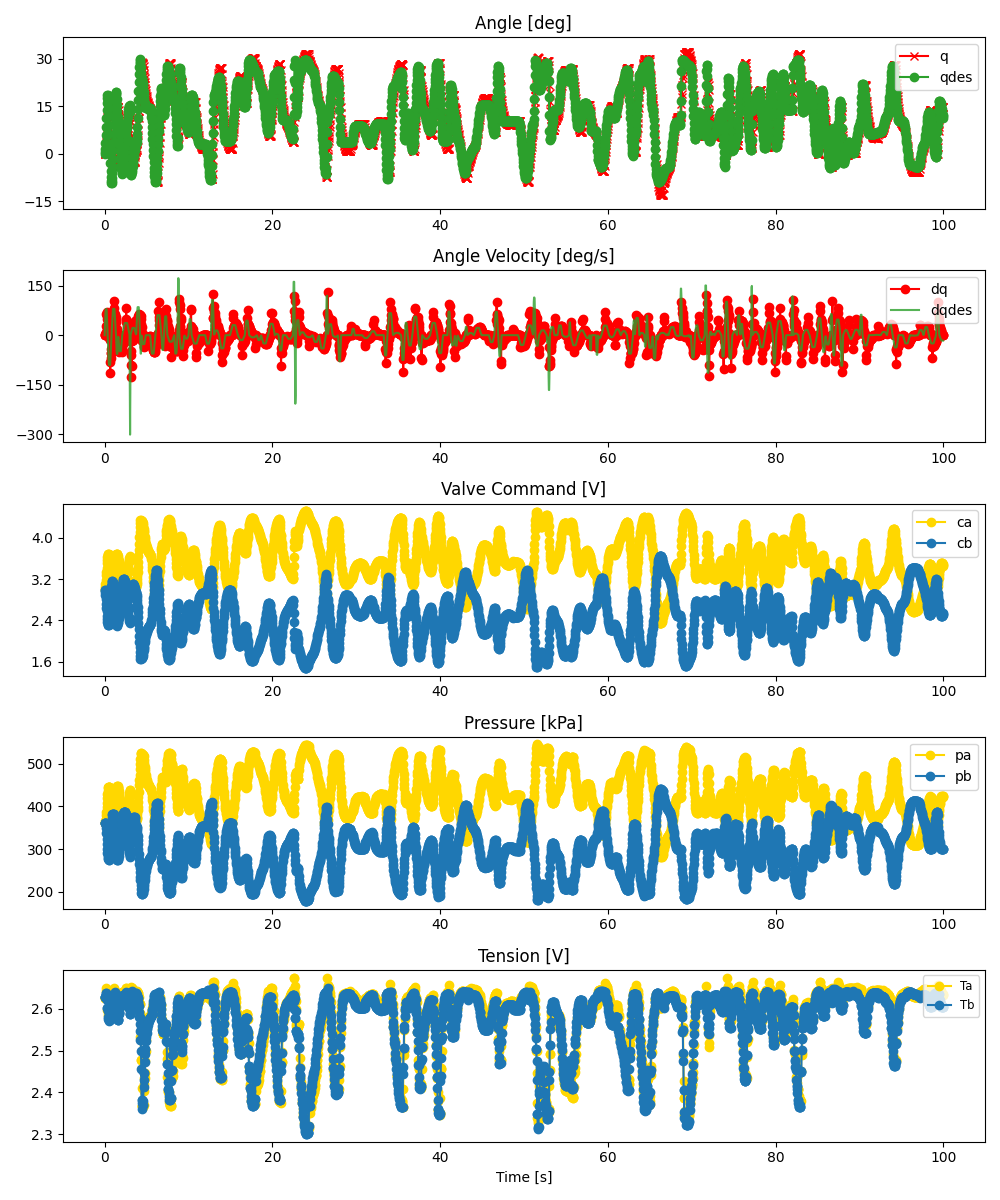 Angle [deg]
30
15
0
−15
q
qdes
0 20 40 60 80 100
Angle Velocity [deg/s]
150
0
−150
−300
dq
dqdes
0 20 40 60 80 100
Valve Command [V]
4.0
3.2
2.4
1.6
ca
cb
0 20 40 60 80 100
Pressure [kPa]
500
400
300
200
pa
pb
0 20 40 60 80 100
Tension [V]
2.6
2.5
2.4
2.3
Ta
Tb
0 20 40 60 80 100
Time [s]